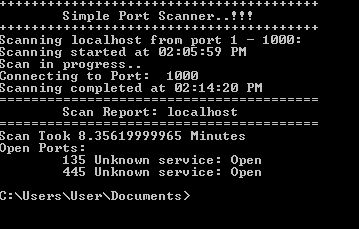 ++++++++++++++++++++++++++++++++++++++++
Simple Port Scanner..!!!
++++++++++++++++++++++++++++++++++++++++
Scanning localhost from port 1 - 1000:
Scanning started at 02:05:59 PM
Scan in progress..
Connecting to Port:  1000
Scanning completed at 02:14:20 PM
========================================
Scan Report: localhost
========================================
Scan Took 8.35619999965 Minutes
Open Ports:
135 Unknown service: Open
445 Unknown service: Open
C:\Users\User\Documents>